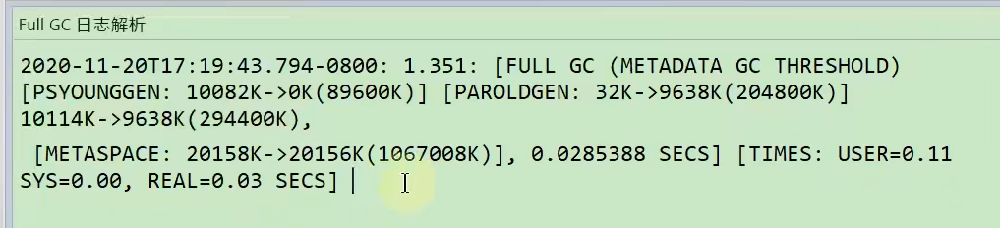 Full GC 日志解析
2020-11-20T17:19:43.794-0800: 1.351: [FULL GC (METADATA GC THRESHOLD)
[PSYOUNGGEN: 10082K->0K(89600K)] [PAROLDGEN: 32K->9638K(204800K)]
10114K->9638K(294400K),
[METASPACE: 20158K->20156K(1067008K)], 0.0285388 SECS] [TIMES: USER=0.11
SYS=0.00, REAL=0.03 SECS]